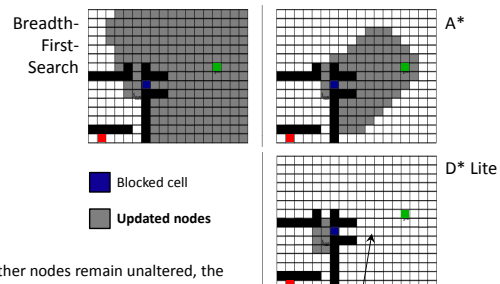 Breadth-
First-
Search
A*
D* Lite
Blocked cell
Updated nodes
ther nodes remain unaltered, the